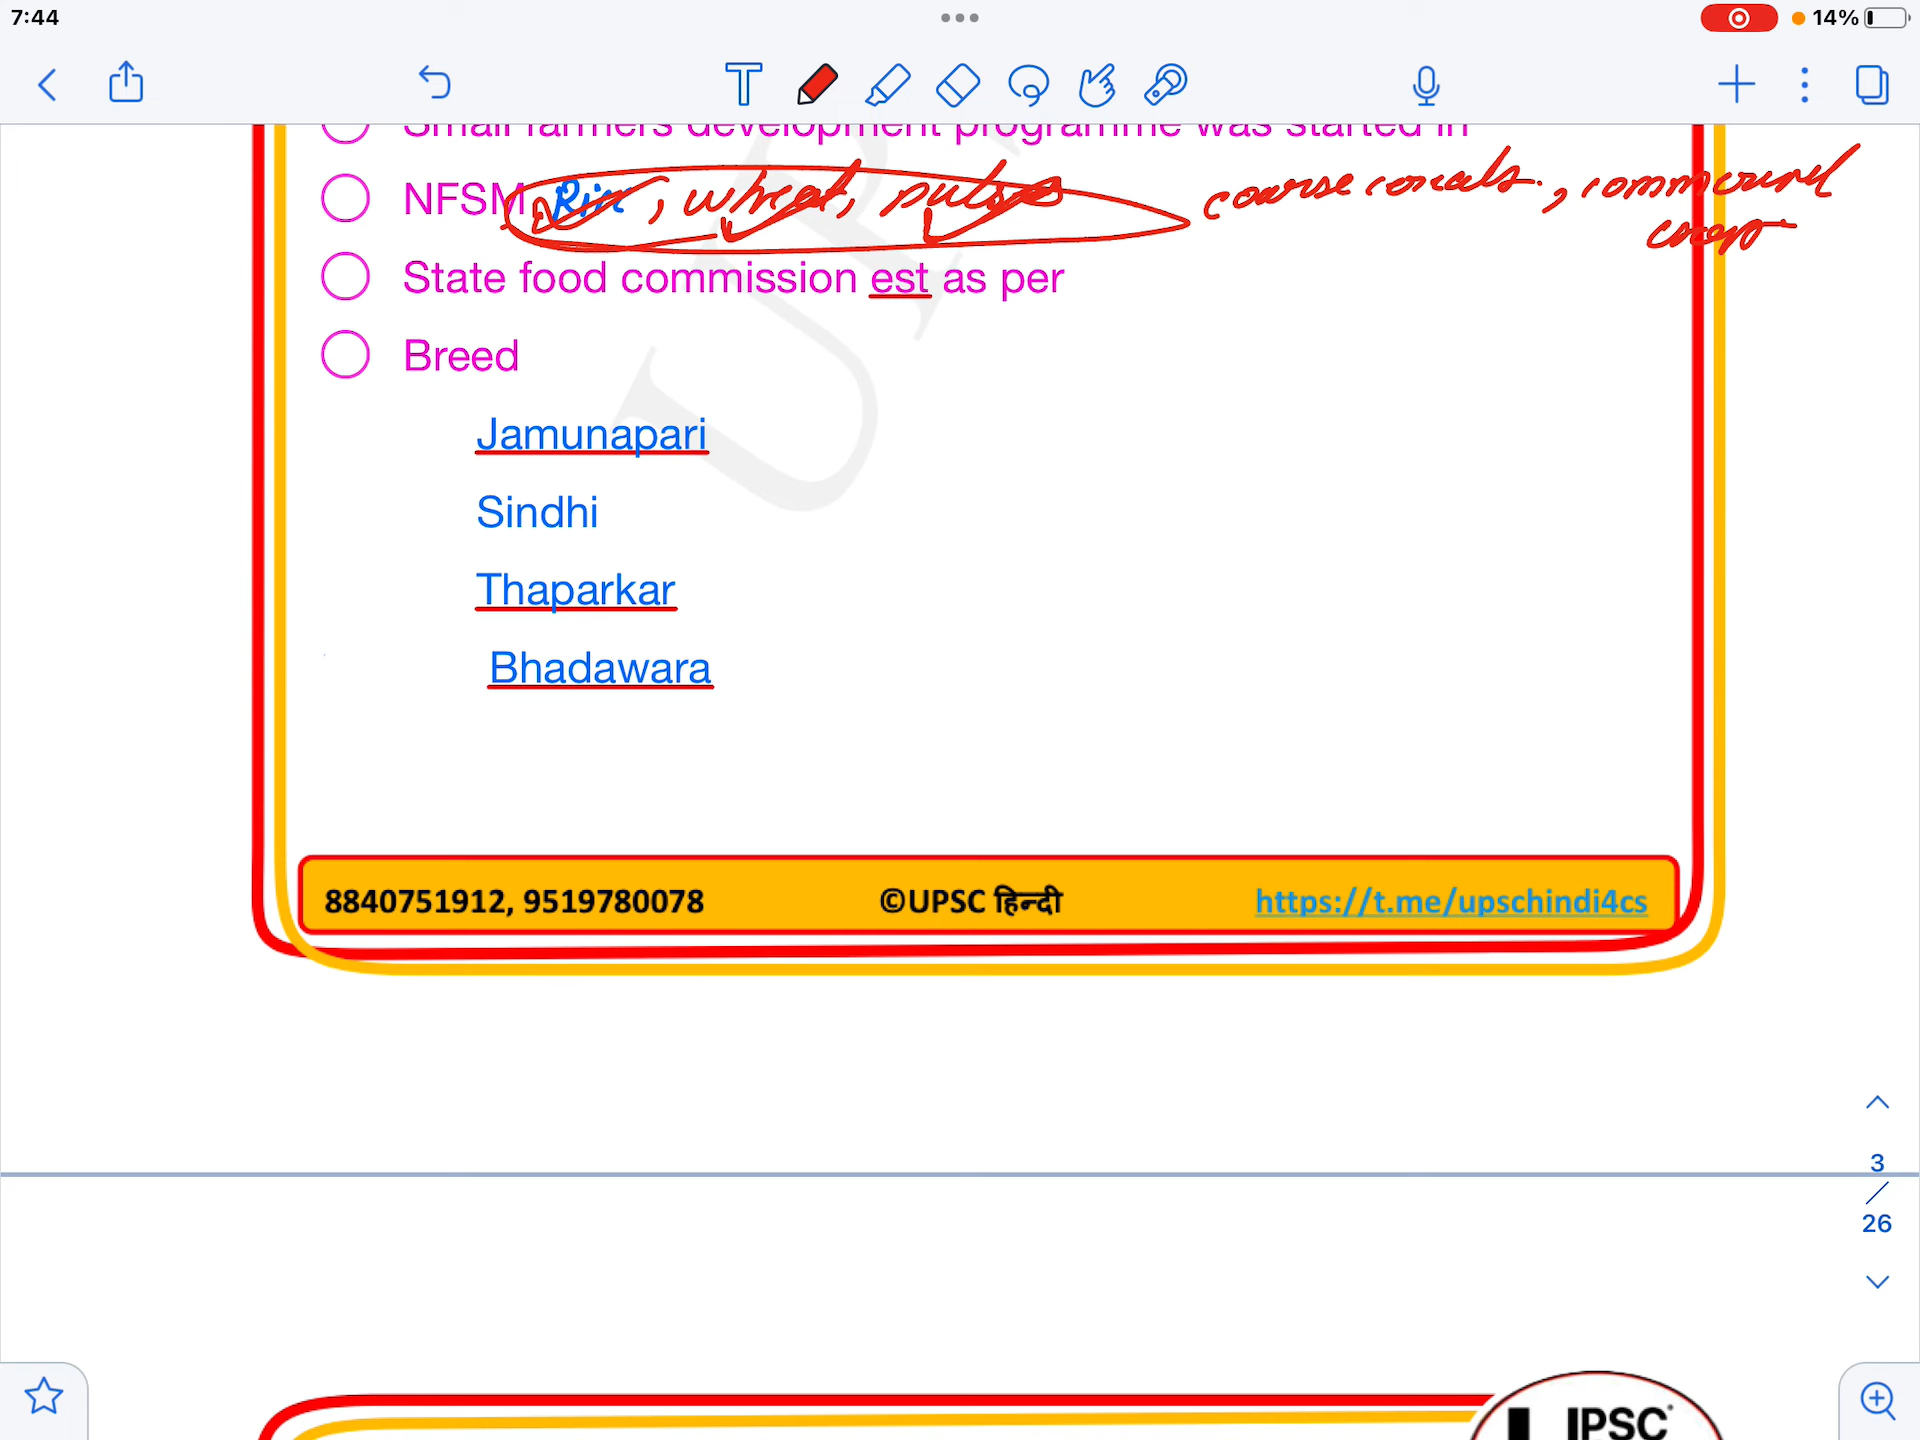 7:44
14%
Small farmers development programme was started in
NFSM Rice, wheat, pulses coarse cereals, commercial
crop
State food commission est as per
Breed
Jamunapari
Sindhi
Thaparkar
Bhadawara
8840751912, 9519780078 ©UPSC हिन्दी https://t.me/upschindi4cs
3
/
26